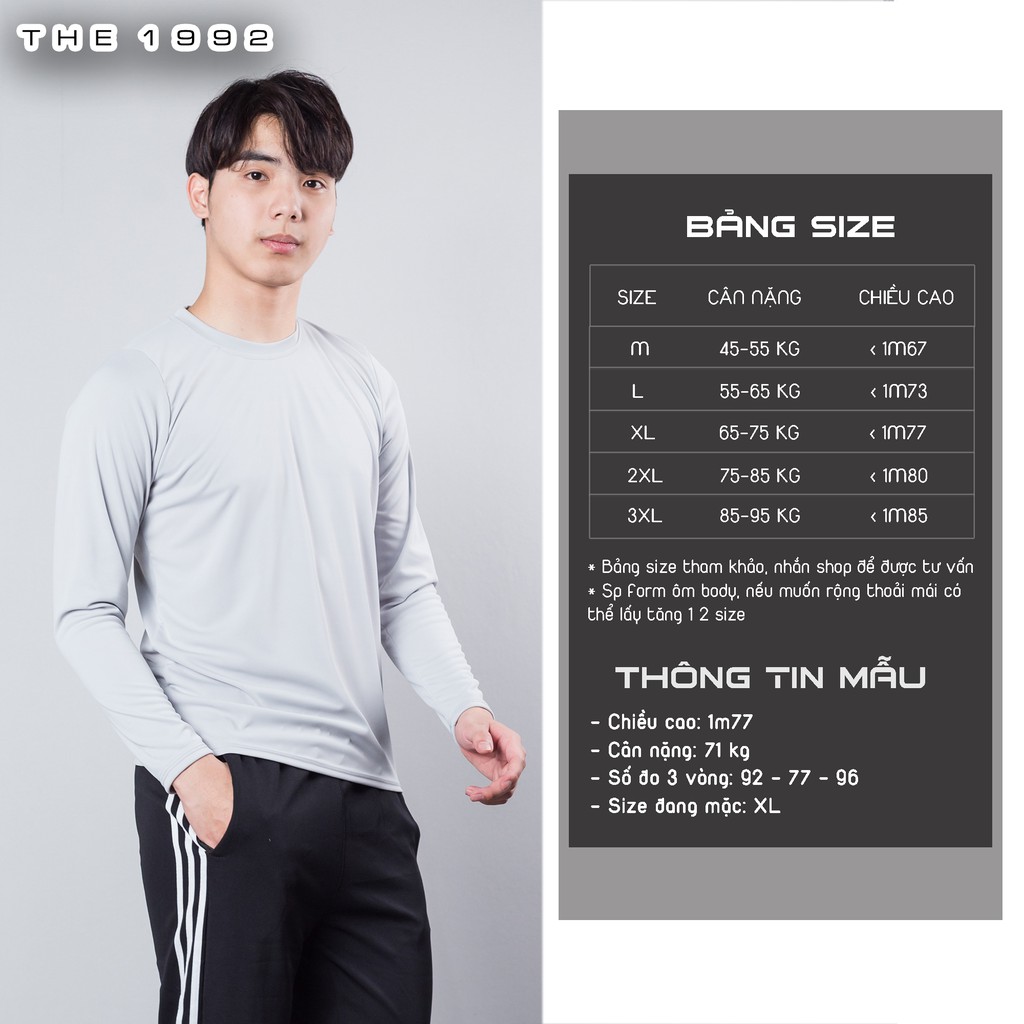 THE 1992
BẢNG SIZE
SIZE CÂN NẶNG CHIỀU CAO
M 45-55 KG < 1M67
L 55-65 KG < 1M73
XL 65-75 KG < 1M77
2XL 75-85 KG < 1M80
3XL 85-95 KG < 1M85
* Bảng size tham khảo, nhắn shop để được tư vấn
* Sp form ôm body, nếu muốn rộng thoải mái có
thể lấy tăng 1 2 size
THÔNG TIN MẪU
- Chiều cao: 1m77
- Cân nặng: 71 kg
- Số đo 3 vòng: 92 - 77 - 96
- Size đang mặc: XL